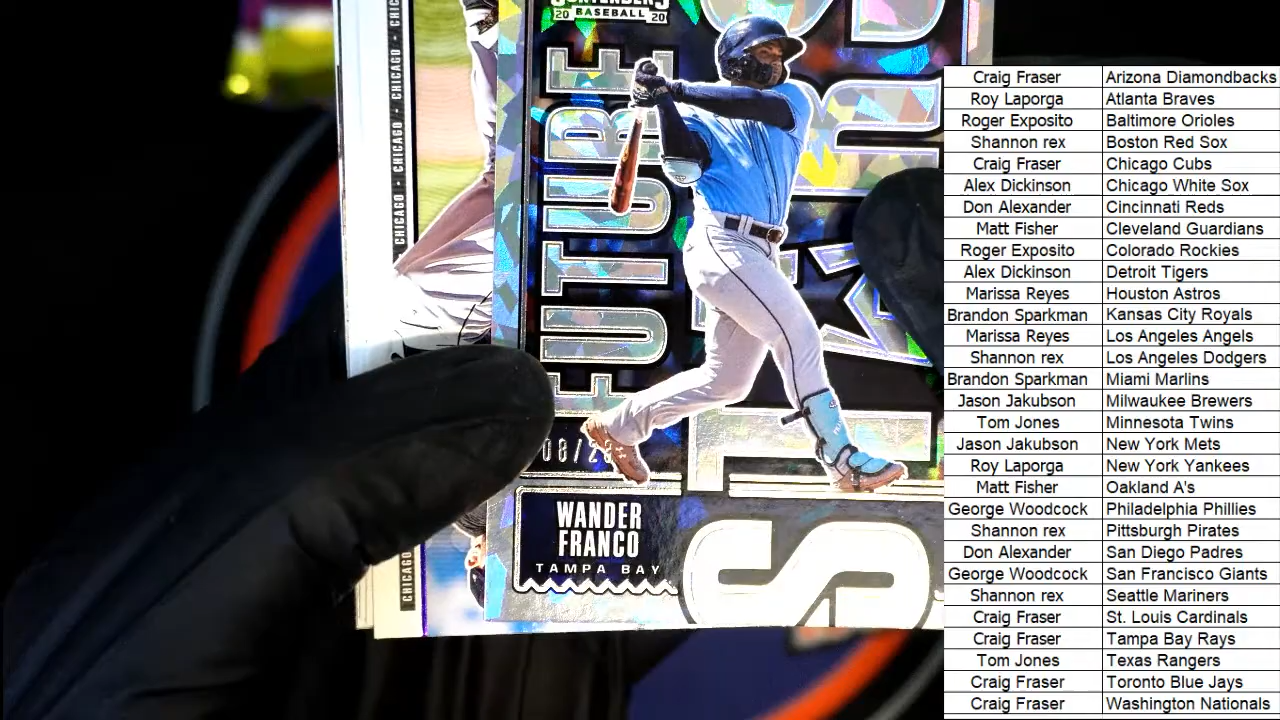 CONTENDERS
20 BASEBALL 20
FUTURE
STARS
08/2
WANDER
FRANCO
TAMPA BAY
CHICAGO • CHICAGO • CHICAGO • CHICAGO • CHIC
CHICAGO
Craig Fraser Arizona Diamondbacks
Roy Laporga Atlanta Braves
Roger Exposito Baltimore Orioles
Shannon rex Boston Red Sox
Craig Fraser Chicago Cubs
Alex Dickinson Chicago White Sox
Don Alexander Cincinnati Reds
Matt Fisher Cleveland Guardians
Roger Exposito Colorado Rockies
Alex Dickinson Detroit Tigers
Marissa Reyes Houston Astros
Brandon Sparkman Kansas City Royals
Marissa Reyes Los Angeles Angels
Shannon rex Los Angeles Dodgers
Brandon Sparkman Miami Marlins
Jason Jakubson Milwaukee Brewers
Tom Jones Minnesota Twins
Jason Jakubson New York Mets
Roy Laporga New York Yankees
Matt Fisher Oakland A's
George Woodcock Philadelphia Phillies
Shannon rex Pittsburgh Pirates
Don Alexander San Diego Padres
George Woodcock San Francisco Giants
Shannon rex Seattle Mariners
Craig Fraser St. Louis Cardinals
Craig Fraser Tampa Bay Rays
Tom Jones Texas Rangers
Craig Fraser Toronto Blue Jays
Craig Fraser Washington Nationals